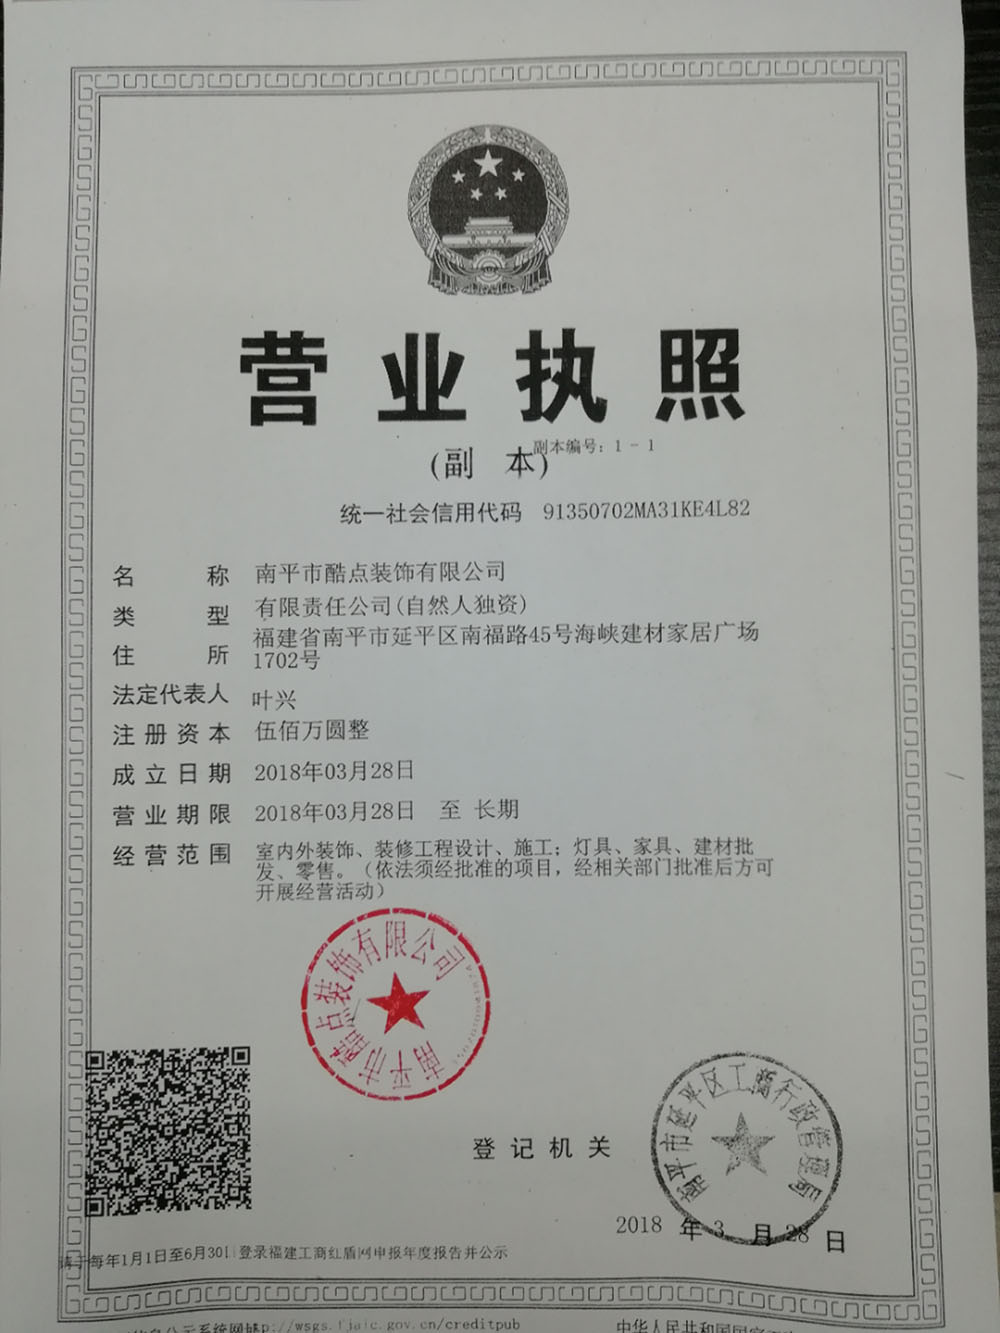 营业执照
(副 本)
副本编号：1 - 1
统一社会信用代码 91350702MA31KE4L82
名 称 南平市酷点装饰有限公司
类 型 有限责任公司(自然人独资)
住 所 福建省南平市延平区南福路45号海峡建材家居广场
1702号
法定代表人 叶兴
注册资本 伍佰万圆整
成立日期 2018年03月28日
营业期限 2018年03月28日 至 长期
经营范围 室内外装饰、装修工程设计、施工；灯具、家具、建材批
发、零售。（依法须经批准的项目，经相关部门批准后方可
开展经营活动）
南平市酷点装饰有限公司
南平市延平区工商行政管理局
登记机关
2018 年 3 月 28 日
请于每年1月1日至6月30日登录福建工商红盾网申报年度报告并公示
信息公示系统网址p://wsgs.fjaic.gov.cn/creditpub
中华人民共和国国家